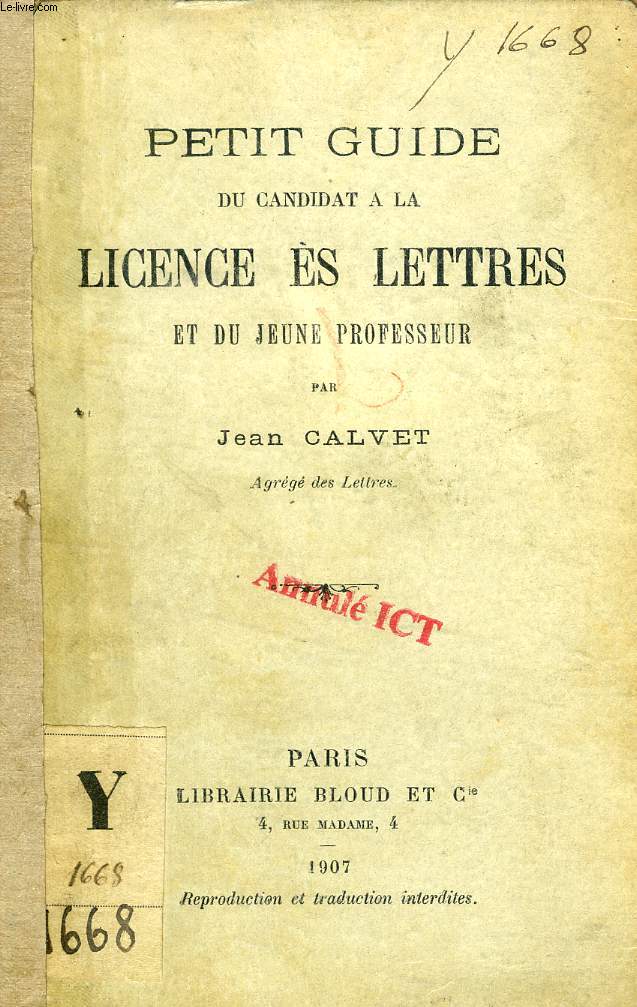 Le-livre.com
Y 1668
PETIT GUIDE
DU CANDIDAT A LA
LICENCE ÈS LETTRES
ET DU JEUNE PROFESSEUR
PAR
Jean CALVET
Agrégé des Lettres.
Annulé ICT
PARIS
LIBRAIRIE BLOUD ET Cie
4, RUE MADAME, 4
1907
Reproduction et traduction interdites.
Y
1668
1668